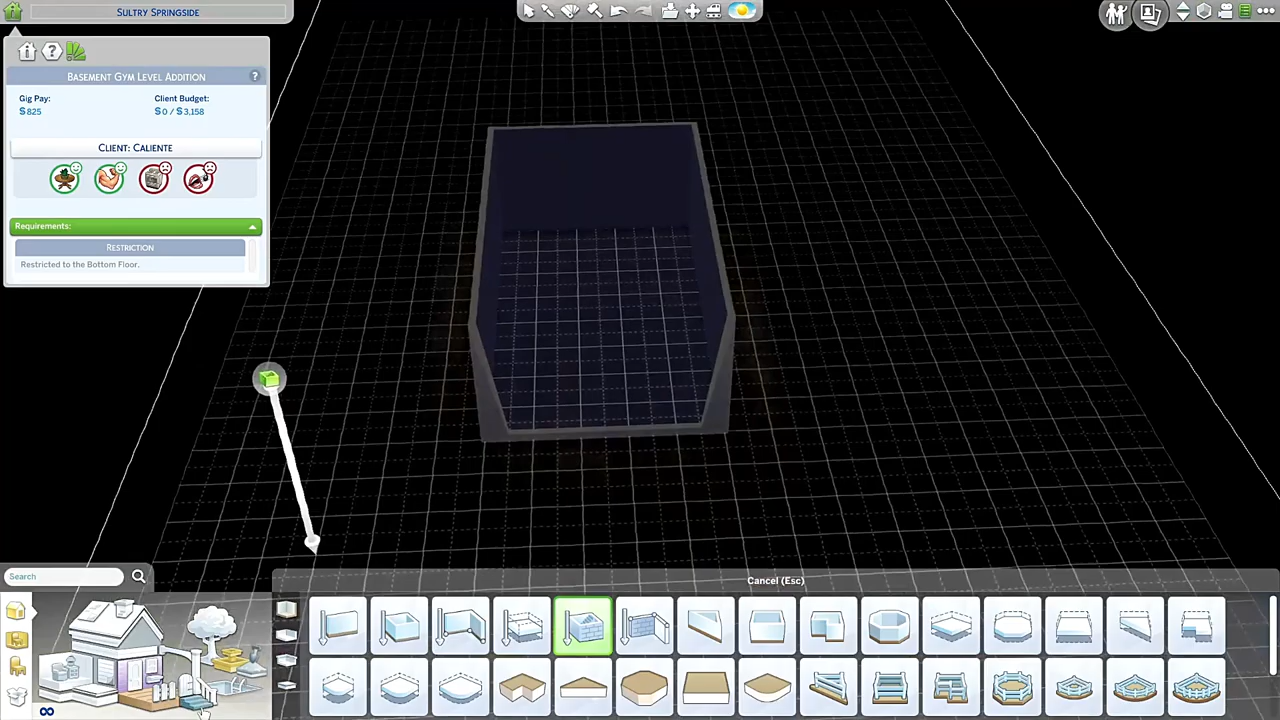 SULTRY SPRINGSIDE
BASEMENT GYM LEVEL ADDITION
?
Gig Pay:
Client Budget:
§825
§0 / §3,158
CLIENT: CALIENTE
Requirements:
RESTRICTION
Restricted to the Bottom Floor.
Cancel (Esc)
Search